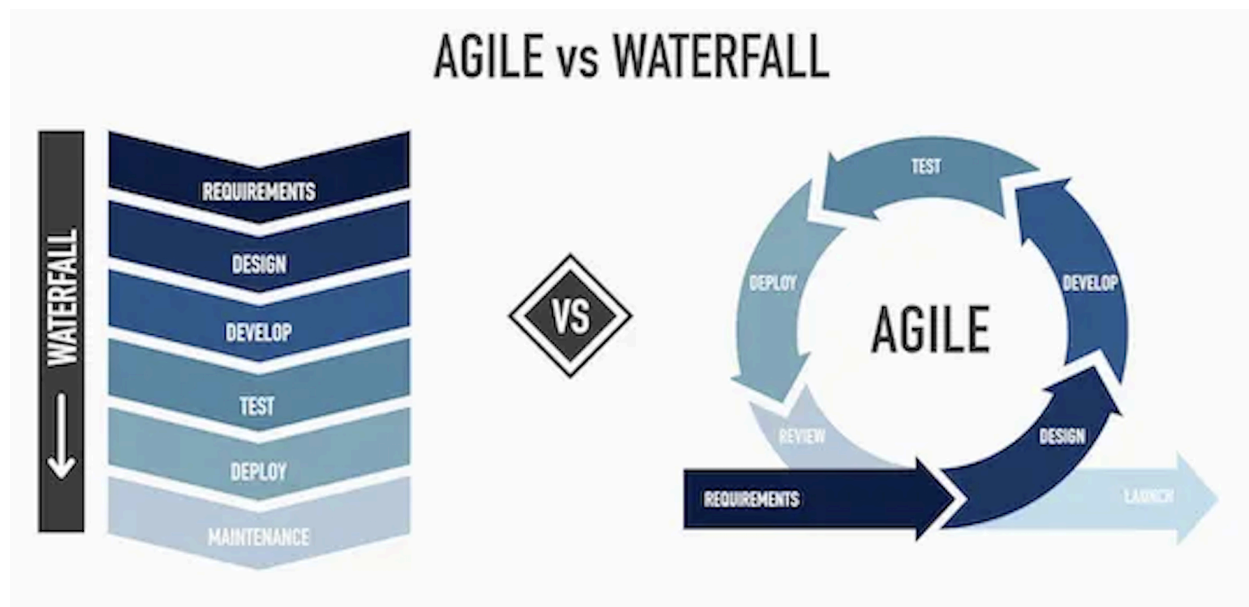 AGILE vs WATERFALL
WATERFALL
REQUIREMENTS
DESIGN
DEVELOP
TEST
DEPLOY
MAINTENANCE
VS
AGILE
TEST
DEVELOP
DEPLOY
REVIEW
DESIGN
REQUIREMENTS
LAUNCH